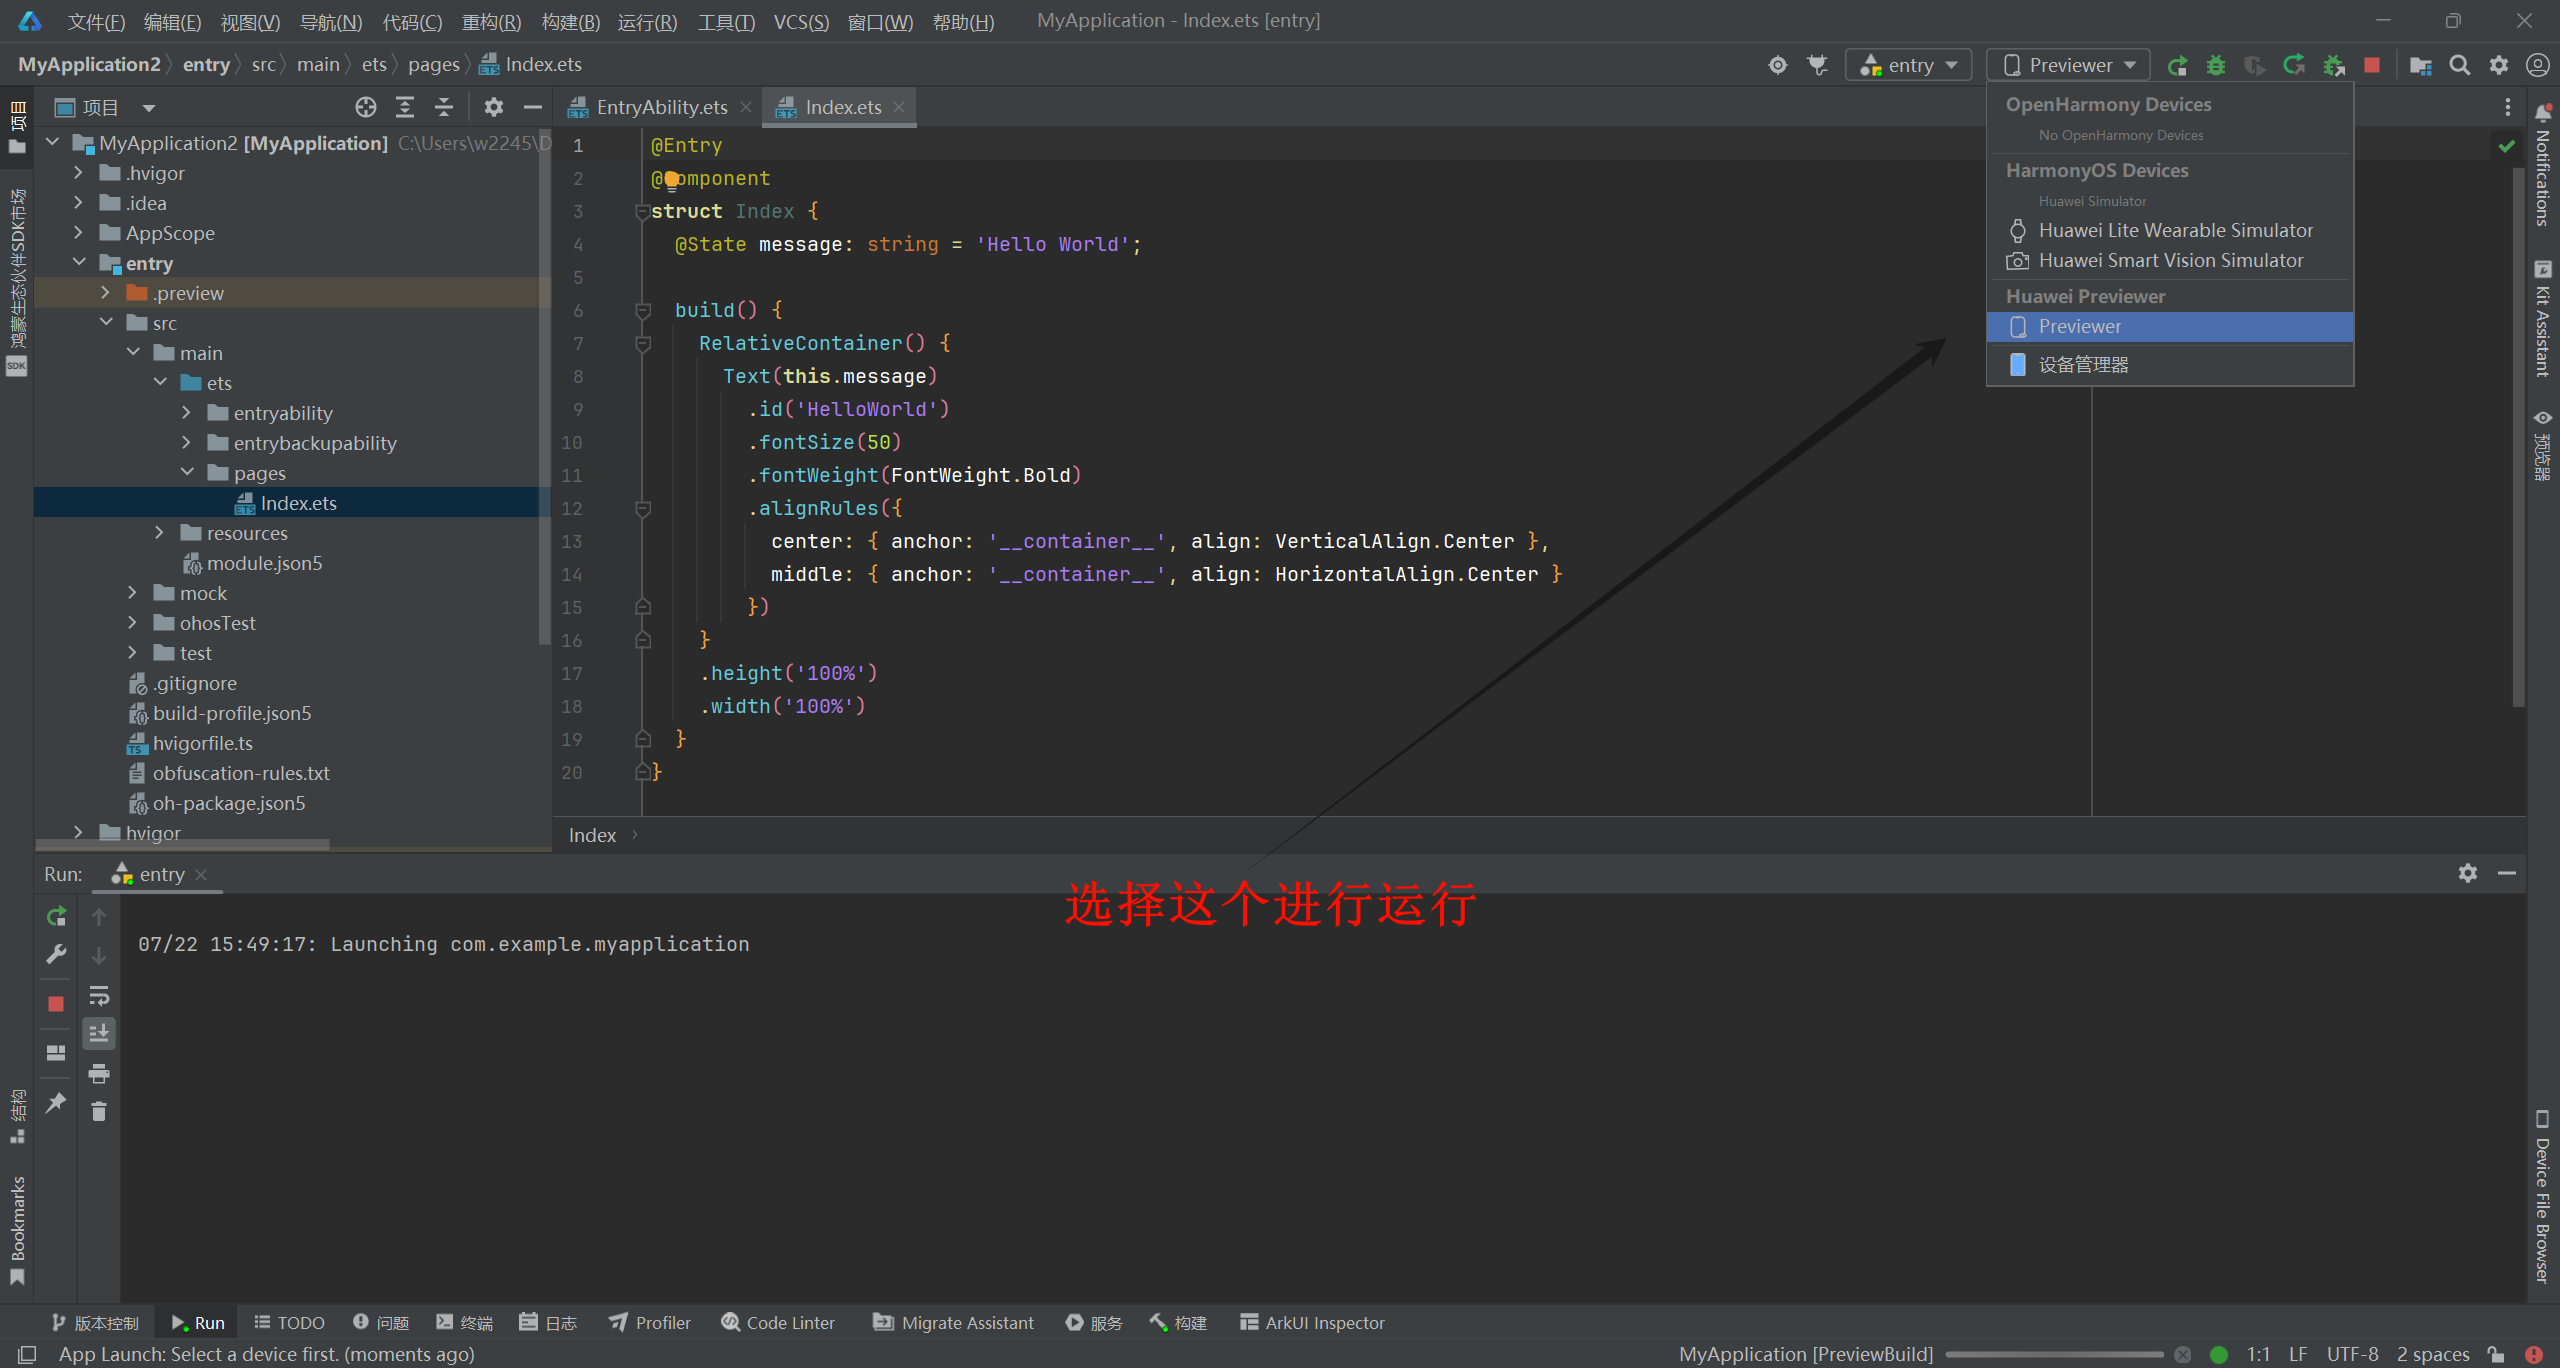 文件(F) 编辑(E) 视图(V) 导航(N) 代码(C) 重构(R) 构建(B) 运行(R) 工具(T) VCS(S) 窗口(W) 帮助(H) MyApplication - Index.ets [entry]
MyApplication2 entry src main ets pages Index.ets entry Previewer
项目 EntryAbility.ets Index.ets
OpenHarmony Devices
No OpenHarmony Devices
HarmonyOS Devices
Huawei Simulator
Huawei Lite Wearable Simulator
Huawei Smart Vision Simulator
Huawei Previewer
Previewer
设备管理器
项目
鸿蒙生态伙伴SDK市场
SDK
MyApplication2 [MyApplication] C:\Users\w2245\D
.hvigor
.idea
AppScope
entry
.preview
src
main
ets
entryability
entrybackupability
pages
Index.ets
resources
module.json5
mock
ohosTest
test
.gitignore
build-profile.json5
hvigorfile.ts
obfuscation-rules.txt
oh-package.json5
hvigor
1 @Entry
2 @Component
3 struct Index {
4 @State message: string = 'Hello World';
5
6 build() {
7 RelativeContainer() {
8 Text(this.message)
9 .id('HelloWorld')
10 .fontSize(50)
11 .fontWeight(FontWeight.Bold)
12 .alignRules({
13 center: { anchor: '__container__', align: VerticalAlign.Center },
14 middle: { anchor: '__container__', align: HorizontalAlign.Center }
15 })
16 }
17 .height('100%')
18 .width('100%')
19 }
20 }
Index
Notifications
Kit Assistant
预览器
Run: entry
选择这个进行运行
07/22 15:49:17: Launching com.example.myapplication
结构
Bookmarks
Device File Browser
版本控制 Run TODO 问题 终端 日志 Profiler Code Linter Migrate Assistant 服务 构建 ArkUI Inspector
App Launch: Select a device first. (moments ago) MyApplication [PreviewBuild] 1:1 LF UTF-8 2 spaces